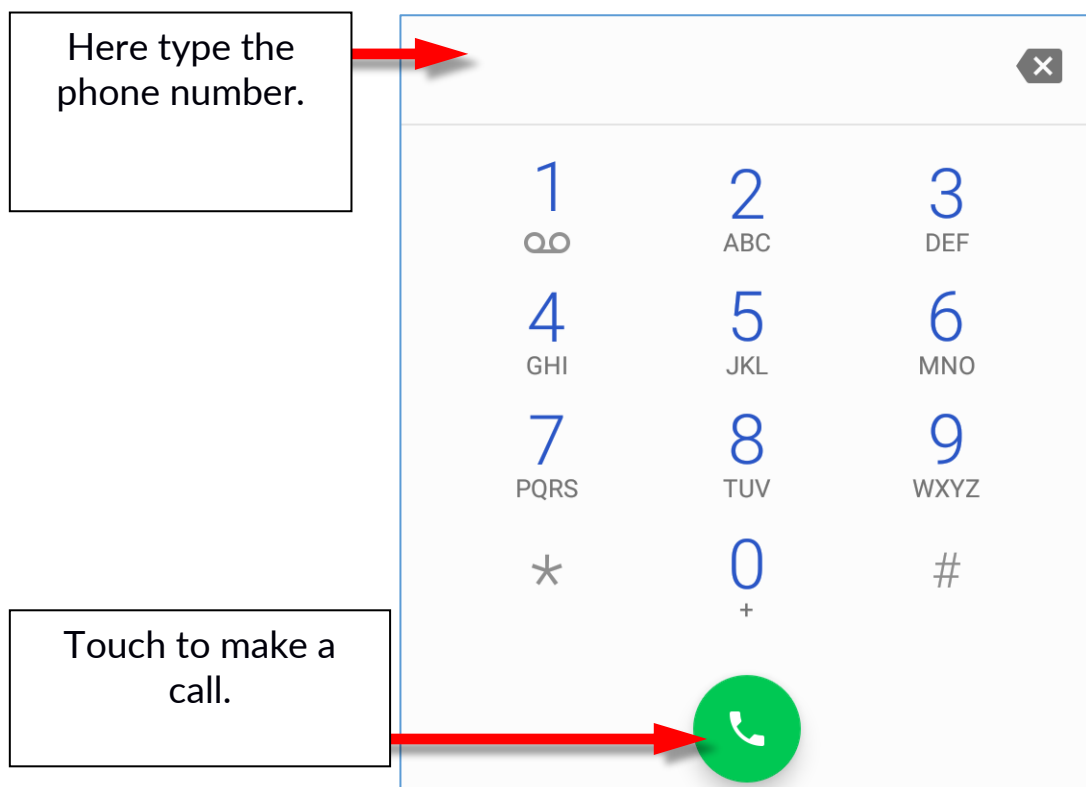 Here type the
phone number.
1 2 3
ABC DEF
4 5 6
GHI JKL MNO
7 8 9
PQRS TUV WXYZ
* 0 #
+
Touch to make a
call.